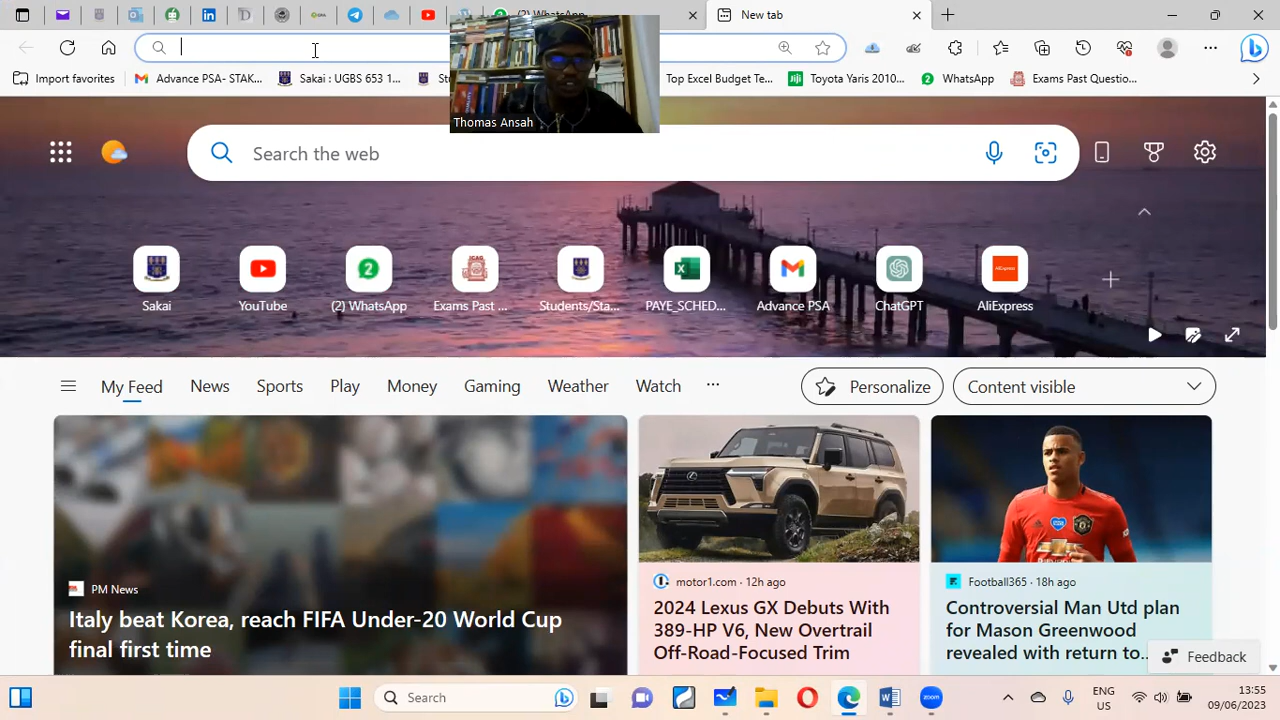 (2) WhatsApp
New tab
Import favorites
Advance PSA- STAK...
Sakai : UGBS 653 1...
Top Excel Budget Te...
Toyota Yaris 2010...
WhatsApp
Exams Past Questio...
Thomas Ansah
Search the web
Sakai
YouTube
(2) WhatsApp
Exams Past ...
Students/Sta...
PAYE_SCHED...
Advance PSA
ChatGPT
AliExpress
My Feed
News
Sports
Play
Money
Gaming
Weather
Watch
Personalize
Content visible
PM News
Italy beat Korea, reach FIFA Under-20 World Cup
final first time
motor1.com · 12h ago
2024 Lexus GX Debuts With
389-HP V6, New Overtrail
Off-Road-Focused Trim
Football365 · 18h ago
Controversial Man Utd plan
for Mason Greenwood
revealed with return to...
Feedback
Search
ENG
US
13:55
09/06/2023